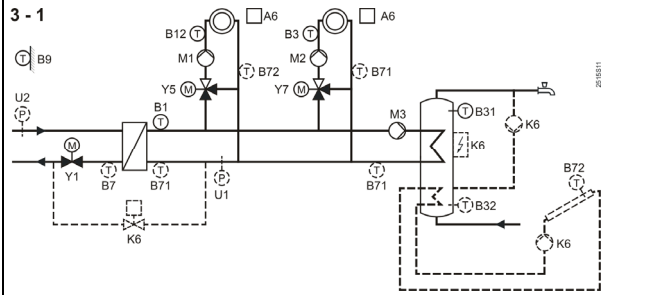 3 - 1
A6
A6
B12 T
B3 T
T B9
M1
M2
T B72
T B71
2515S11
U2
P
Y5 M
Y7 M
B1
T
M3
T B31
K6
M
K6
B72
T
Y1
T
B7
T
B71
P
U1
T
B71
T B32
K6
K6